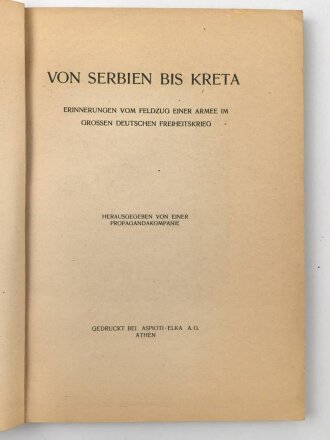 VON SERBIEN BIS KRETA
ERINNERUNGEN VOM FELDZUG EINER ARMEE IM
GROSSEN DEUTSCHEN FREIHEITSKRIEG
HERAUSGEGEBEN VON EINER
PROPAGANDAKOMPANIE
GEDRUCKT BEI ASPIOTI-ELKA A. G.
ATHEN